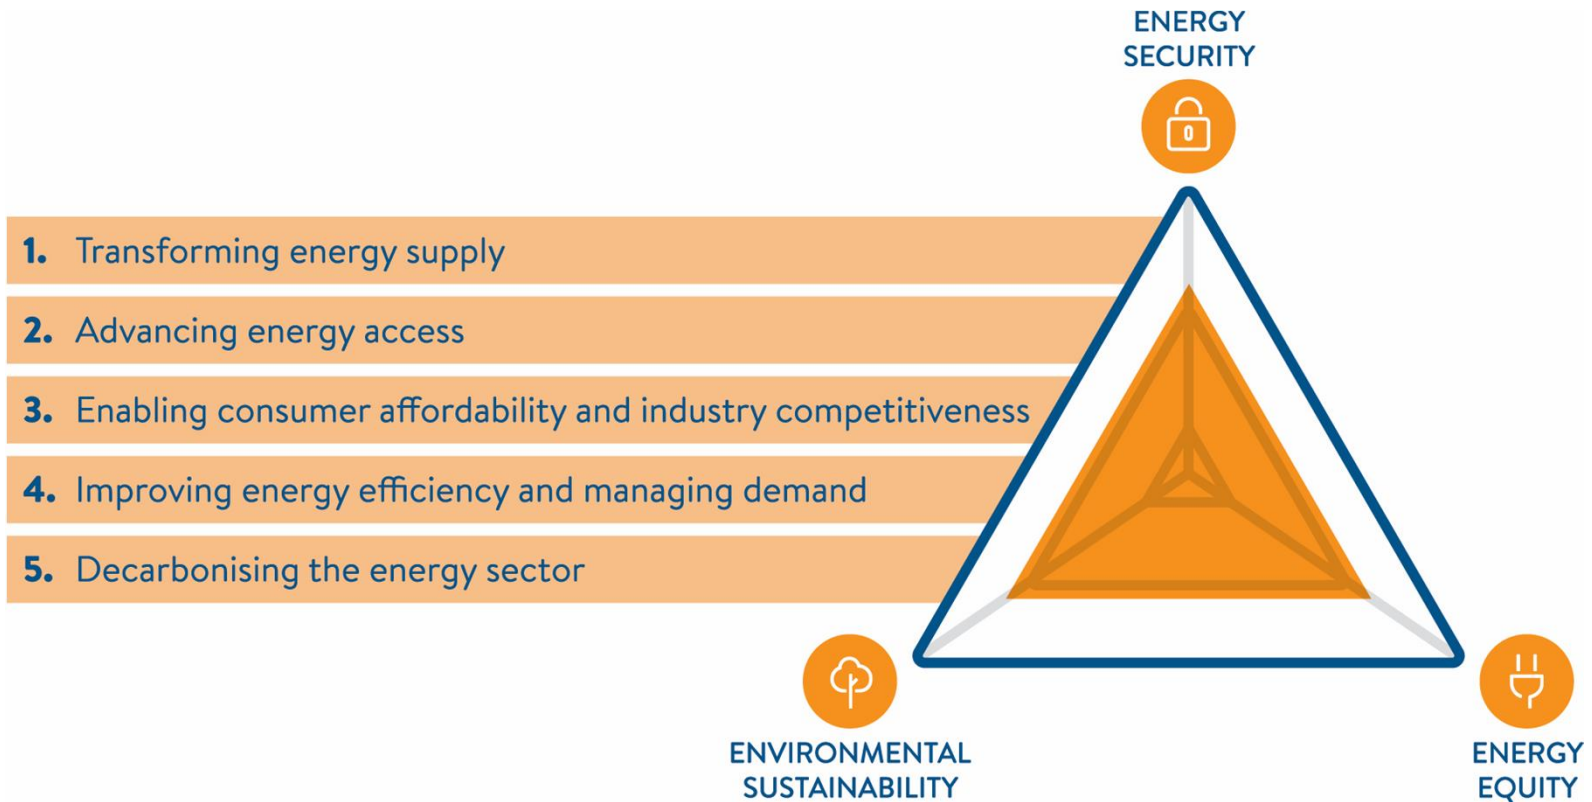 ENERGY
SECURITY
1. Transforming energy supply
2. Advancing energy access
3. Enabling consumer affordability and industry competitiveness
4. Improving energy efficiency and managing demand
5. Decarbonising the energy sector
ENVIRONMENTAL
SUSTAINABILITY
ENERGY
EQUITY